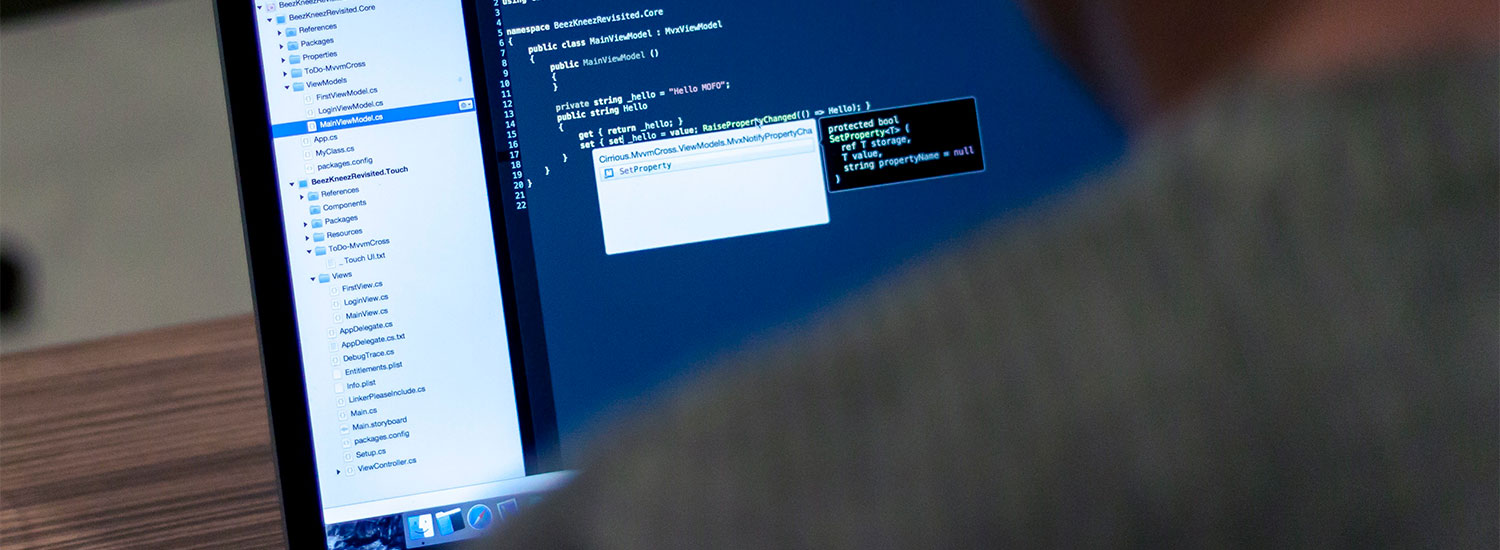 BeezKneezRevisited.Core
References
Packages
Properties
ToDo-MvvmCross
ViewModels
FirstViewModel.cs
LoginViewModel.cs
MainViewModel.cs
App.cs
MyClass.cs
packages.config
BeezKneezRevisited.Touch
References
Components
Packages
Resources
ToDo-MvvmCross
_ Touch UI.txt
Views
FirstView.cs
LoginView.cs
MainView.cs
AppDelegate.cs
AppDelegate.cs.txt
DebugTrace.cs
Entitlements.plist
Info.plist
LinkerPleaseInclude.cs
Main.cs
Main.storyboard
packages.config
Setup.cs
ViewController.cs
2
3
4
5 namespace BeezKneezRevisited.Core
6 {
7 public class MainViewModel : MvxViewModel
8 {
9 public MainViewModel ()
10 {
11 }
12
13 private string _hello = "Hello MOFO";
14 public string Hello
15 {
16 get { return _hello; }
17 set { set _hello = value; RaisePropertyChanged(() => Hello); }
18 }
19 }
20 }
21
22
Cirrious.MvvmCross.ViewModels.MvxNotifyPropertyCha
SetProperty
protected bool
SetProperty<T> (
ref T storage,
T value,
string propertyName = null
)